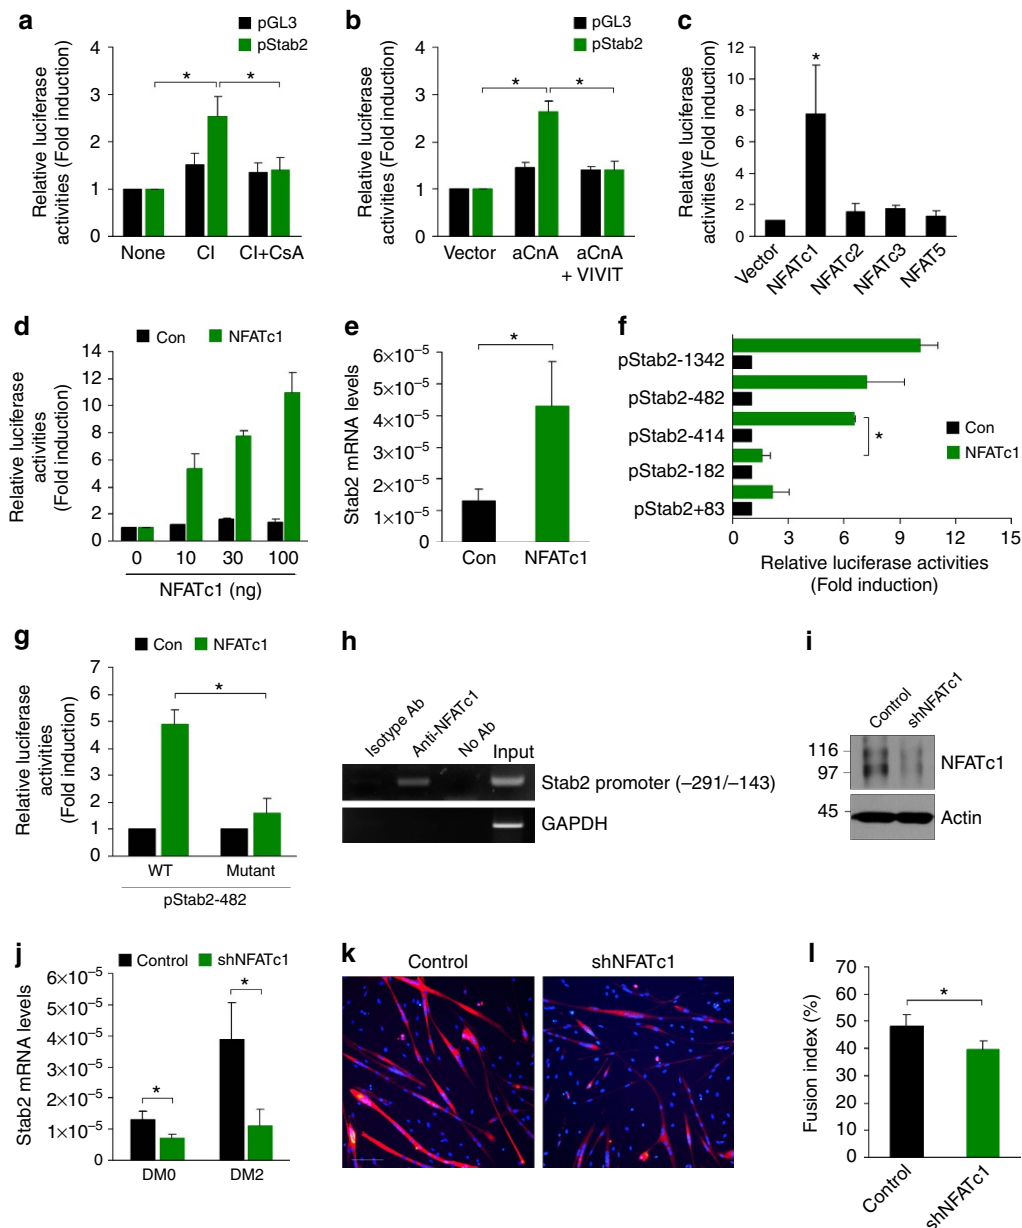 a
pGL3
pStab2
Relative luciferase
activities (Fold induction)
4
3
2
1
0
*
*
None
CI
CI+CsA
b
pGL3
pStab2
Relative luciferase
activities (Fold induction)
4
3
2
1
0
*
*
Vector
aCnA
aCnA
+ VIVIT
c
Relative luciferase
activities (Fold induction)
12
10
8
6
4
2
0
*
Vector
NFATc1
NFATc2
NFATc3
NFAT5
d
Con
NFATc1
Relative luciferase
activities
(Fold induction)
14
12
10
8
6
4
2
0
0
10
30
100
NFATc1 (ng)
e
Stab2 mRNA levels
6×10⁻⁵
5×10⁻⁵
4×10⁻⁵
3×10⁻⁵
2×10⁻⁵
1×10⁻⁵
0
*
Con
NFATc1
f
pStab2-1342
pStab2-482
pStab2-414
pStab2-182
pStab2+83
*
Con
NFATc1
0
3
6
9
12
15
Relative luciferase activities
(Fold induction)
g
Con
NFATc1
Relative luciferase
activities
(Fold induction)
7
6
5
4
3
2
1
0
*
WT
Mutant
pStab2-482
h
Isotype Ab
Anti-NFATc1
No Ab
Input
Stab2 promoter (–291/–143)
GAPDH
i
Control
shNFATc1
116
97
NFATc1
45
Actin
j
Control
shNFATc1
Stab2 mRNA levels
6×10⁻⁵
5×10⁻⁵
4×10⁻⁵
3×10⁻⁵
2×10⁻⁵
1×10⁻⁵
0
*
*
DM0
DM2
k
Control
shNFATc1
l
Fusion index (%)
70
60
50
40
30
20
10
0
*
Control
shNFATc1